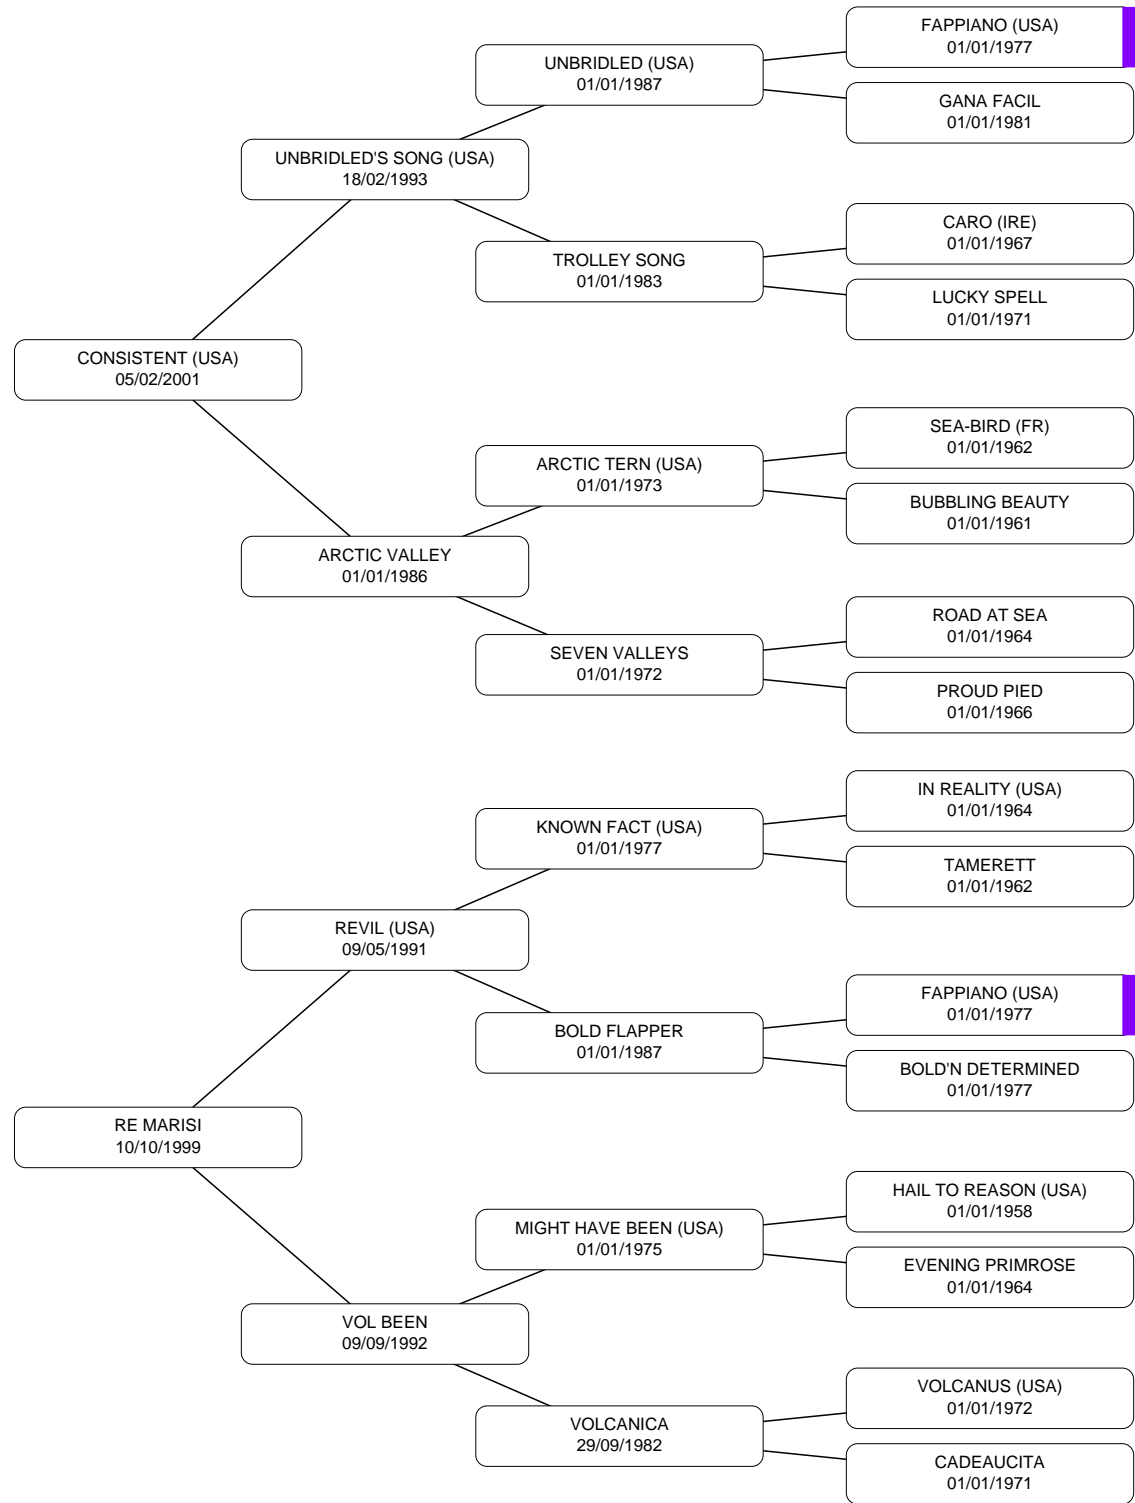 FAPPIANO (USA)
01/01/1977
UNBRIDLED (USA)
01/01/1987
GANA FACIL
01/01/1981
UNBRIDLED'S SONG (USA)
18/02/1993
CARO (IRE)
01/01/1967
TROLLEY SONG
01/01/1983
LUCKY SPELL
01/01/1971
CONSISTENT (USA)
05/02/2001
SEA-BIRD (FR)
01/01/1962
ARCTIC TERN (USA)
01/01/1973
BUBBLING BEAUTY
01/01/1961
ARCTIC VALLEY
01/01/1986
ROAD AT SEA
01/01/1964
SEVEN VALLEYS
01/01/1972
PROUD PIED
01/01/1966
IN REALITY (USA)
01/01/1964
KNOWN FACT (USA)
01/01/1977
TAMERETT
01/01/1962
REVIL (USA)
09/05/1991
FAPPIANO (USA)
01/01/1977
BOLD FLAPPER
01/01/1987
BOLD'N DETERMINED
01/01/1977
RE MARISI
10/10/1999
HAIL TO REASON (USA)
01/01/1958
MIGHT HAVE BEEN (USA)
01/01/1975
EVENING PRIMROSE
01/01/1964
VOL BEEN
09/09/1992
VOLCANUS (USA)
01/01/1972
VOLCANICA
29/09/1982
CADEAUCITA
01/01/1971